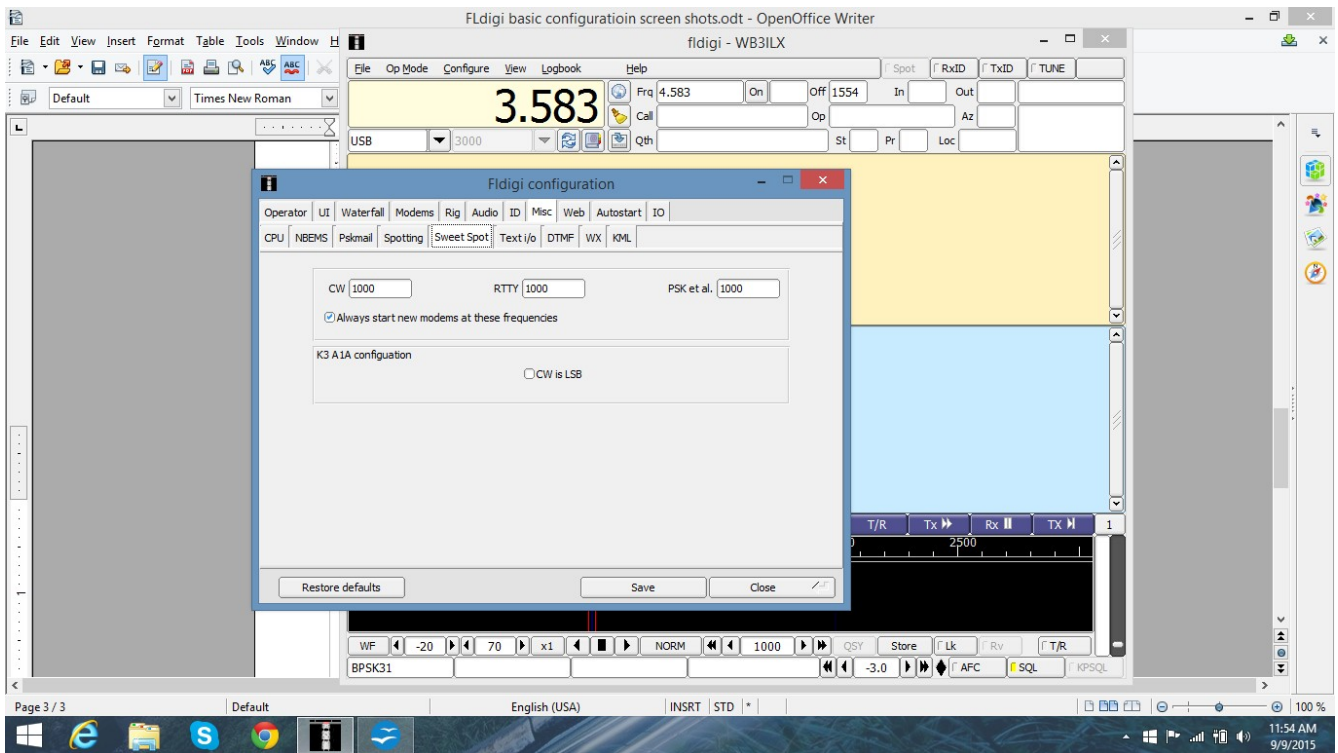 FLdigi basic configuratioin screen shots.odt - OpenOffice Writer
File Edit View Insert Format Table Tools Window H
Default Times New Roman
fldigi - WB3ILX
File Op Mode Configure View Logbook Help Spot RxID TxID TUNE
3.583 Frq 4.583 On Off 1554 In Out
Call Op Az
USB 3000 Qth St Pr Loc
Fldigi configuration
Operator UI Waterfall Modems Rig Audio ID Misc Web Autostart IO
CPU NBEMS Pskmail Spotting Sweet Spot Text i/o DTMF WX KML
CW 1000 RTTY 1000 PSK et al. 1000
Always start new modems at these frequencies
K3 A1A configuation
CW is LSB
Restore defaults Save Close
T/R Tx Rx TX 1
2500
WF -20 70 x1 NORM 1000 QSY Store Lk Rv T/R
BPSK31 -3.0 AFC SQL KPSQL
Page 3 / 3 Default English (USA) INSRT STD * 100 %
11:54 AM
9/9/2015